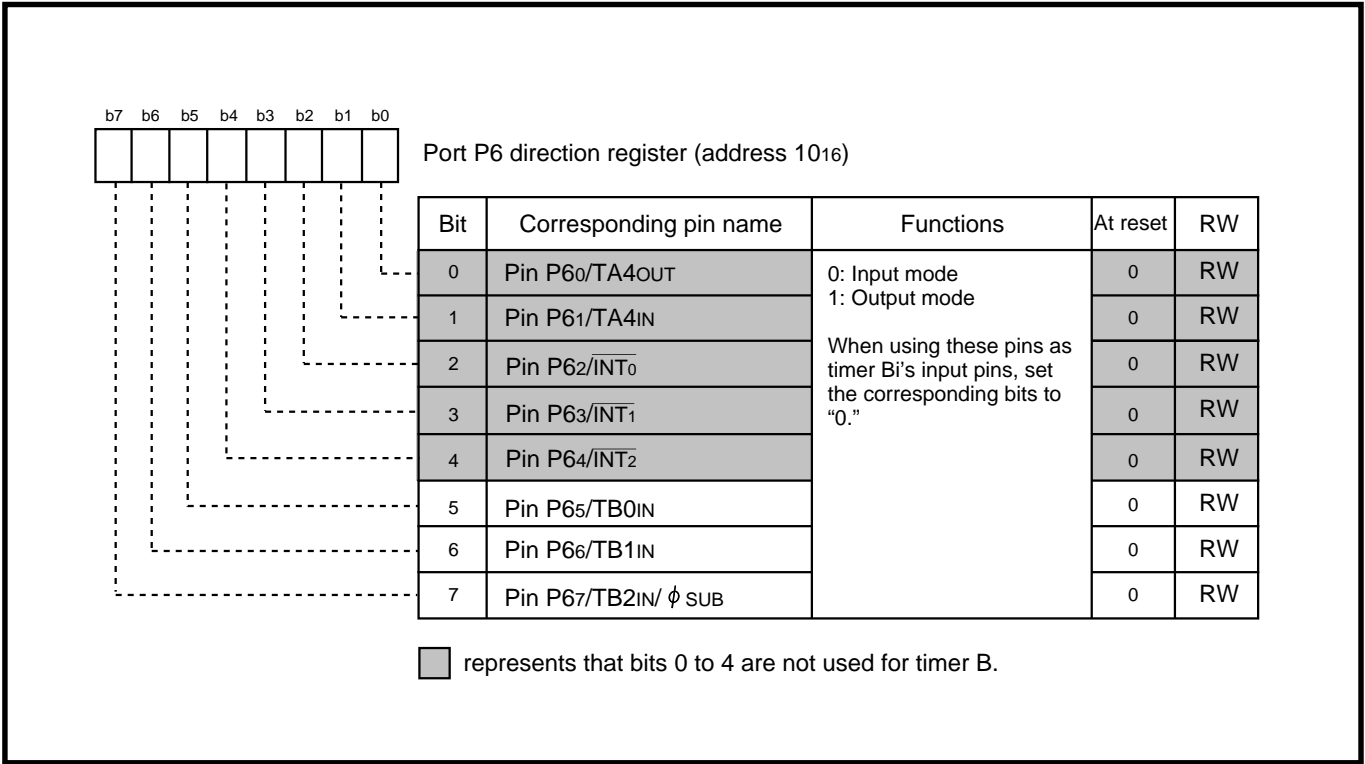 b7 b6 b5 b4 b3 b2 b1 b0
Port P6 direction register (address 1016)
Bit Corresponding pin name Functions At reset RW
0 Pin P60/TA4OUT 0 RW
1 Pin P61/TA4IN 0 RW
2 Pin P62/INT0 0 RW
3 Pin P63/INT1 0 RW
4 Pin P64/INT2 0 RW
5 Pin P65/TB0IN 0 RW
6 Pin P66/TB1IN 0 RW
7 Pin P67/TB2IN/ ϕ SUB 0 RW
0: Input mode
1: Output mode
When using these pins as
timer Bi’s input pins, set
the corresponding bits to
“0.”
represents that bits 0 to 4 are not used for timer B.